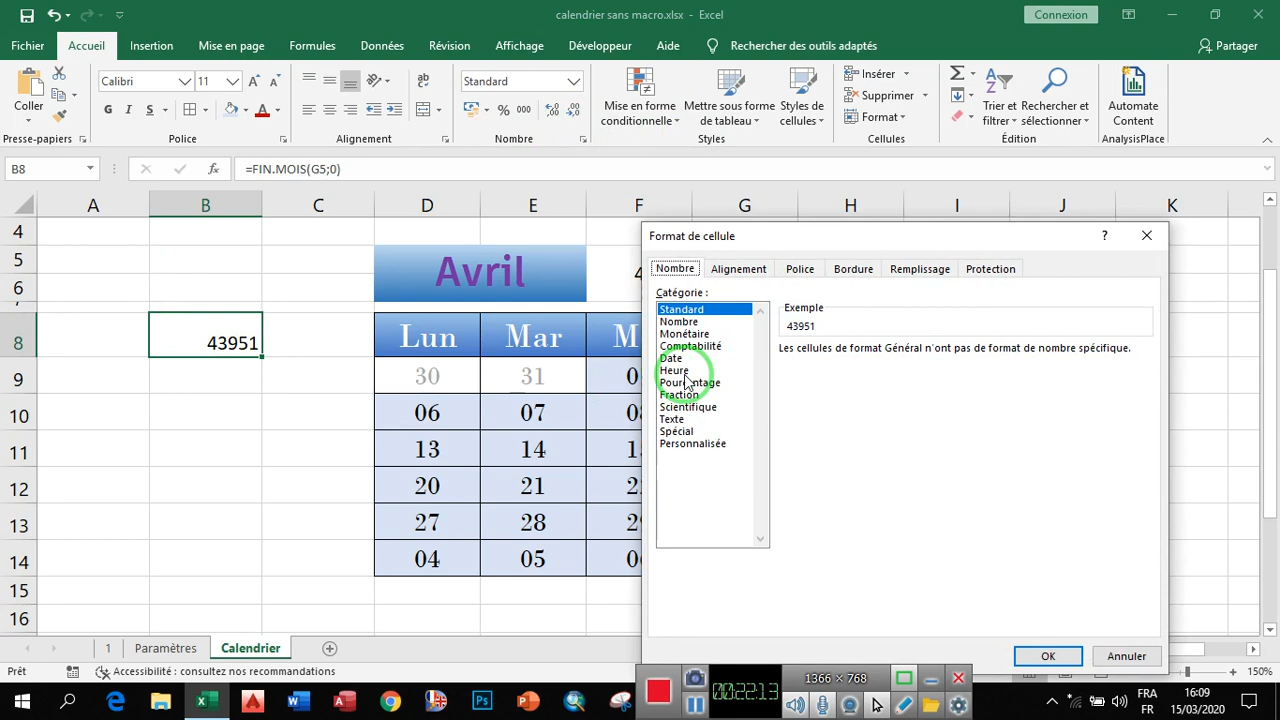 calendrier sans macro.xlsx - Excel
Connexion
Fichier Accueil Insertion Mise en page Formules Données Révision Affichage Développeur Aide Rechercher des outils adaptés Partager
Coller
Presse-papiers
Calibri 11
G I S
Police
Alignement
Standard
% 000
Nombre
Mise en forme conditionnelle
Mettre sous forme de tableau
Styles de cellules
Styles
Insérer
Supprimer
Format
Cellules
Trier et filtrer
Rechercher et sélectionner
Édition
Automate Content
AnalysisPlace
B8 fx =FIN.MOIS(G5;0)
A B C D E F G H I J K
4
5 Avril 4
6
7
8 43951 Lun Mar M
9 30 31 0
10 06 07 0
11 13 14 1
12 20 21 2
13 27 28 2
14 04 05 0
15
16
Format de cellule ?
Nombre Alignement Police Bordure Remplissage Protection
Catégorie :
Standard
Nombre
Monétaire
Comptabilité
Date
Heure
Pourcentage
Fraction
Scientifique
Texte
Spécial
Personnalisée
Exemple
43951
Les cellules de format Général n'ont pas de format de nombre spécifique.
OK Annuler
1 Paramètres Calendrier
Prêt Accessibilité : consultez nos recommandations 150%
00:22:13
1366 × 768
FRA FR
16:09
15/03/2020